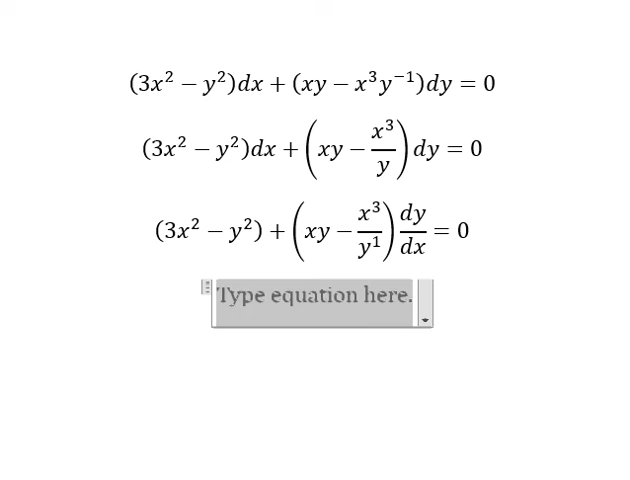 (3x² − y²)dx + (xy − x³y⁻¹)dy = 0
(3x² − y²)dx + (xy − x³/y)dy = 0
(3x² − y²) + (xy − x³/y¹)dy/dx = 0
Type equation here.